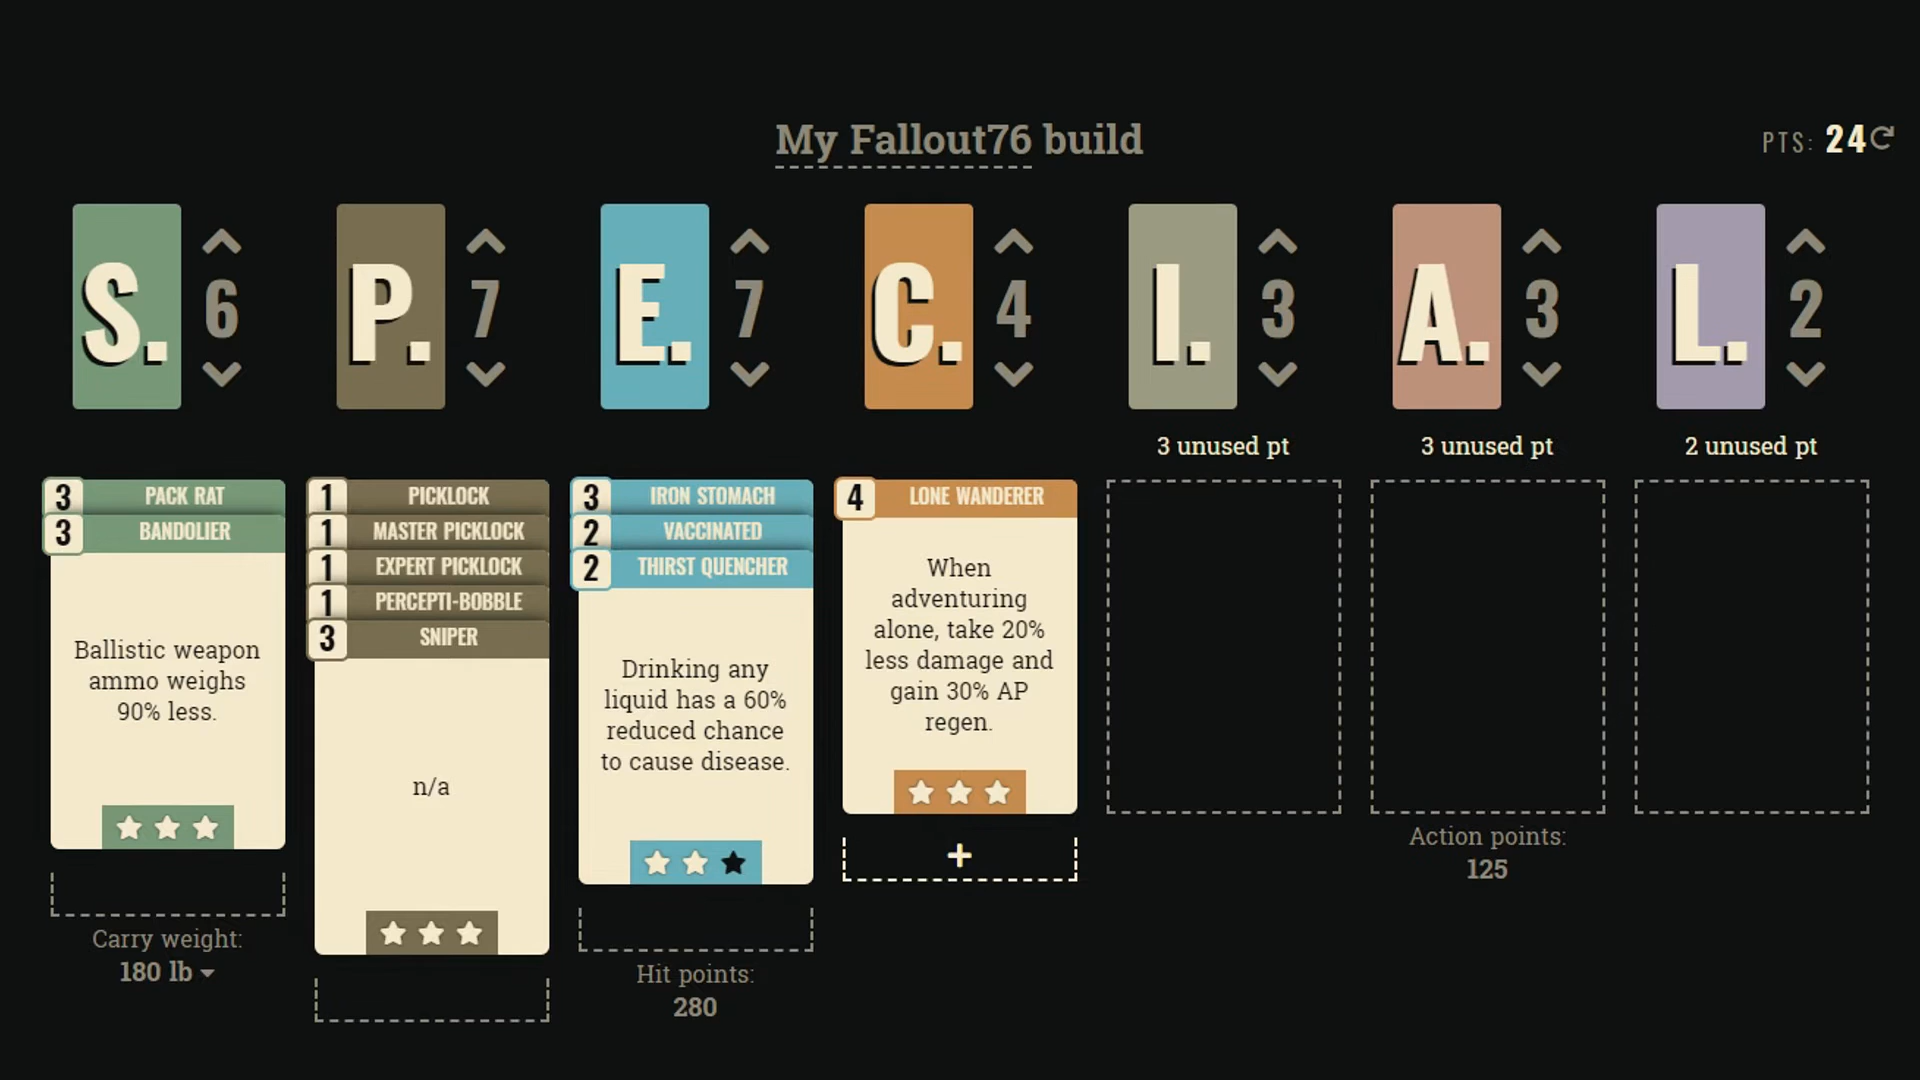 My Fallout76 build
PTS: 24
S. 6
P. 7
E. 7
C. 4
I. 3
A. 3
L. 2
3 unused pt
3 unused pt
2 unused pt
3 PACK RAT
3 BANDOLIER
Ballistic weapon
ammo weighs
90% less.
Carry weight:
180 lb
1 PICKLOCK
1 MASTER PICKLOCK
1 EXPERT PICKLOCK
1 PERCEPTI-BOBBLE
3 SNIPER
n/a
3 IRON STOMACH
2 VACCINATED
2 THIRST QUENCHER
Drinking any
liquid has a 60%
reduced chance
to cause disease.
Hit points:
280
4 LONE WANDERER
When
adventuring
alone, take 20%
less damage and
gain 30% AP
regen.
+
Action points:
125